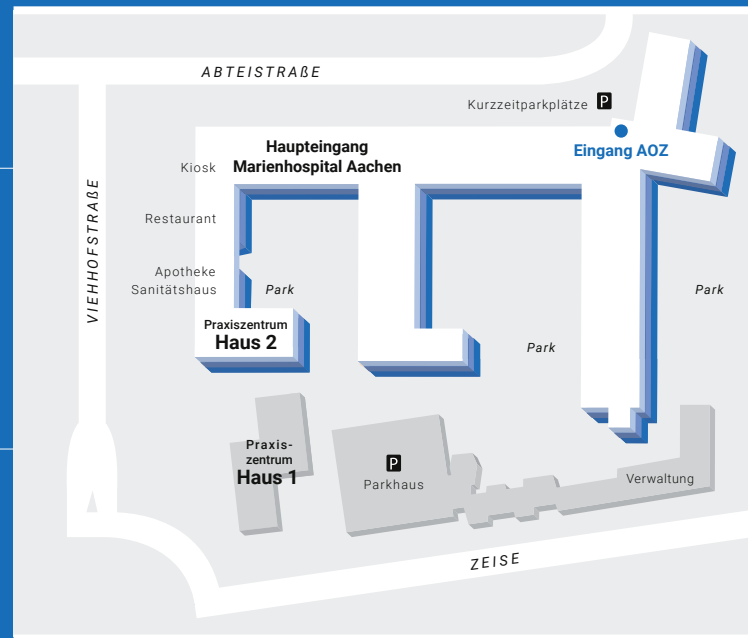 ABTEISTRAßE
Kurzzeitparkplätze P
Haupteingang
Marienhospital Aachen
Eingang AOZ
Kiosk
Restaurant
VIEHHOFSTRAßE
Apotheke
Sanitätshaus
Park
Park
Praxiszentrum
Haus 2
Park
Praxis-
zentrum
Haus 1
P
Parkhaus
Verwaltung
ZEISE